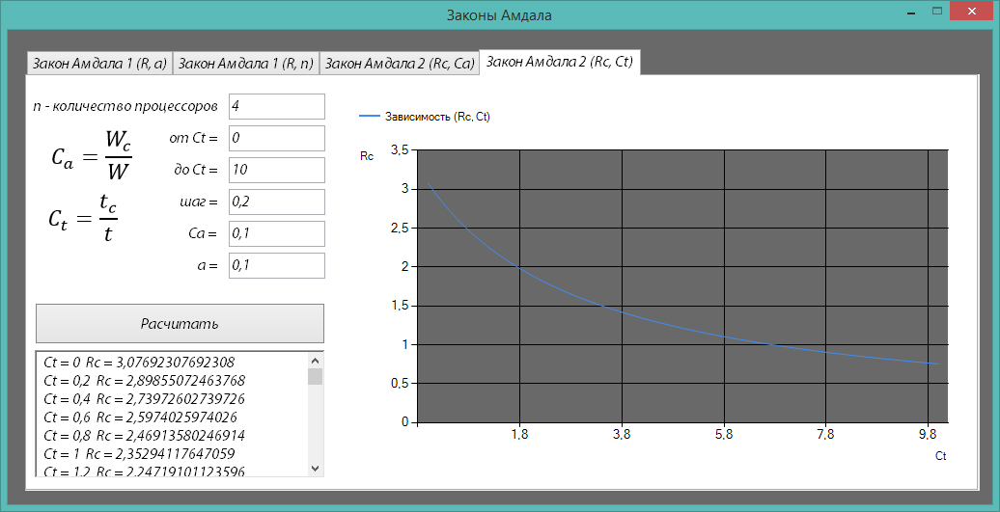 Законы Амдала
Закон Амдала 1 (R, a)
Закон Амдала 1 (R, n)
Закон Амдала 2 (Rc, Ca)
Закон Амдала 2 (Rc, Ct)
n - количество процессоров 4
от Ct = 0
до Ct = 10
шаг = 0,2
Ca = 0,1
a = 0,1
C_a = W_c / W
C_t = t_c / t
Расчитать
Ct = 0 Rc = 3,07692307692308
Ct = 0,2 Rc = 2,89855072463768
Ct = 0,4 Rc = 2,73972602739726
Ct = 0,6 Rc = 2,5974025974026
Ct = 0,8 Rc = 2,46913580246914
Ct = 1 Rc = 2,35294117647059
Ct = 1,2 Rc = 2,24719101123596
Зависимость (Rc, Ct)
Rc
3,5
3
2,5
2
1,5
1
0,5
0
1,8 3,8 5,8 7,8 9,8
Ct